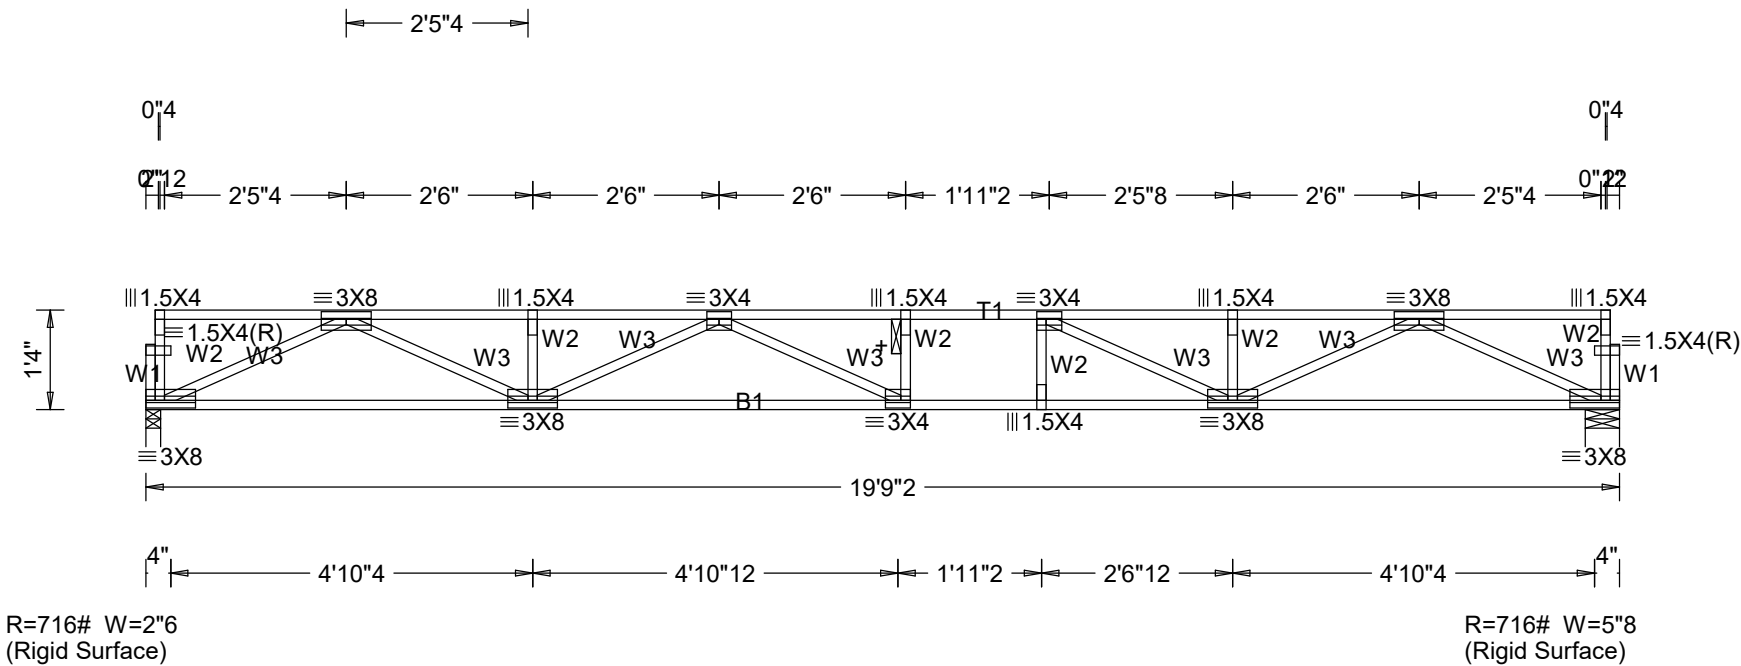 2'5"4
0"4 0"4
2'5"4 2'6" 2'6" 2'6" 1'11"2 2'5"8 2'6" 2'5"4
1'4"
|||1.5X4 ≡3X8 |||1.5X4 ≡3X4 |||1.5X4 T1 ≡3X4 |||1.5X4 ≡3X8 |||1.5X4
≡1.5X4(R) W2 W3 W3 W2 W3 W3 W2 W2 W3 W2 W3 W3 W2 ≡1.5X4(R)
W1 B1 W1
≡3X8 ≡3X4 |||1.5X4 ≡3X8
≡3X8 ≡3X8
19'9"2
4" 4'10"4 4'10"12 1'11"2 2'6"12 4'10"4 4"
R=716# W=2"6 R=716# W=5"8
(Rigid Surface) (Rigid Surface)